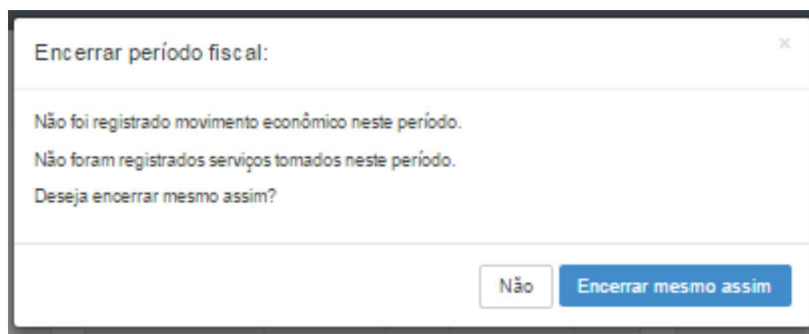 Encerrar período fiscal:
×
Não foi registrado movimento econômico neste período.
Não foram registrados serviços tomados neste período.
Deseja encerrar mesmo assim?
Não
Encerrar mesmo assim